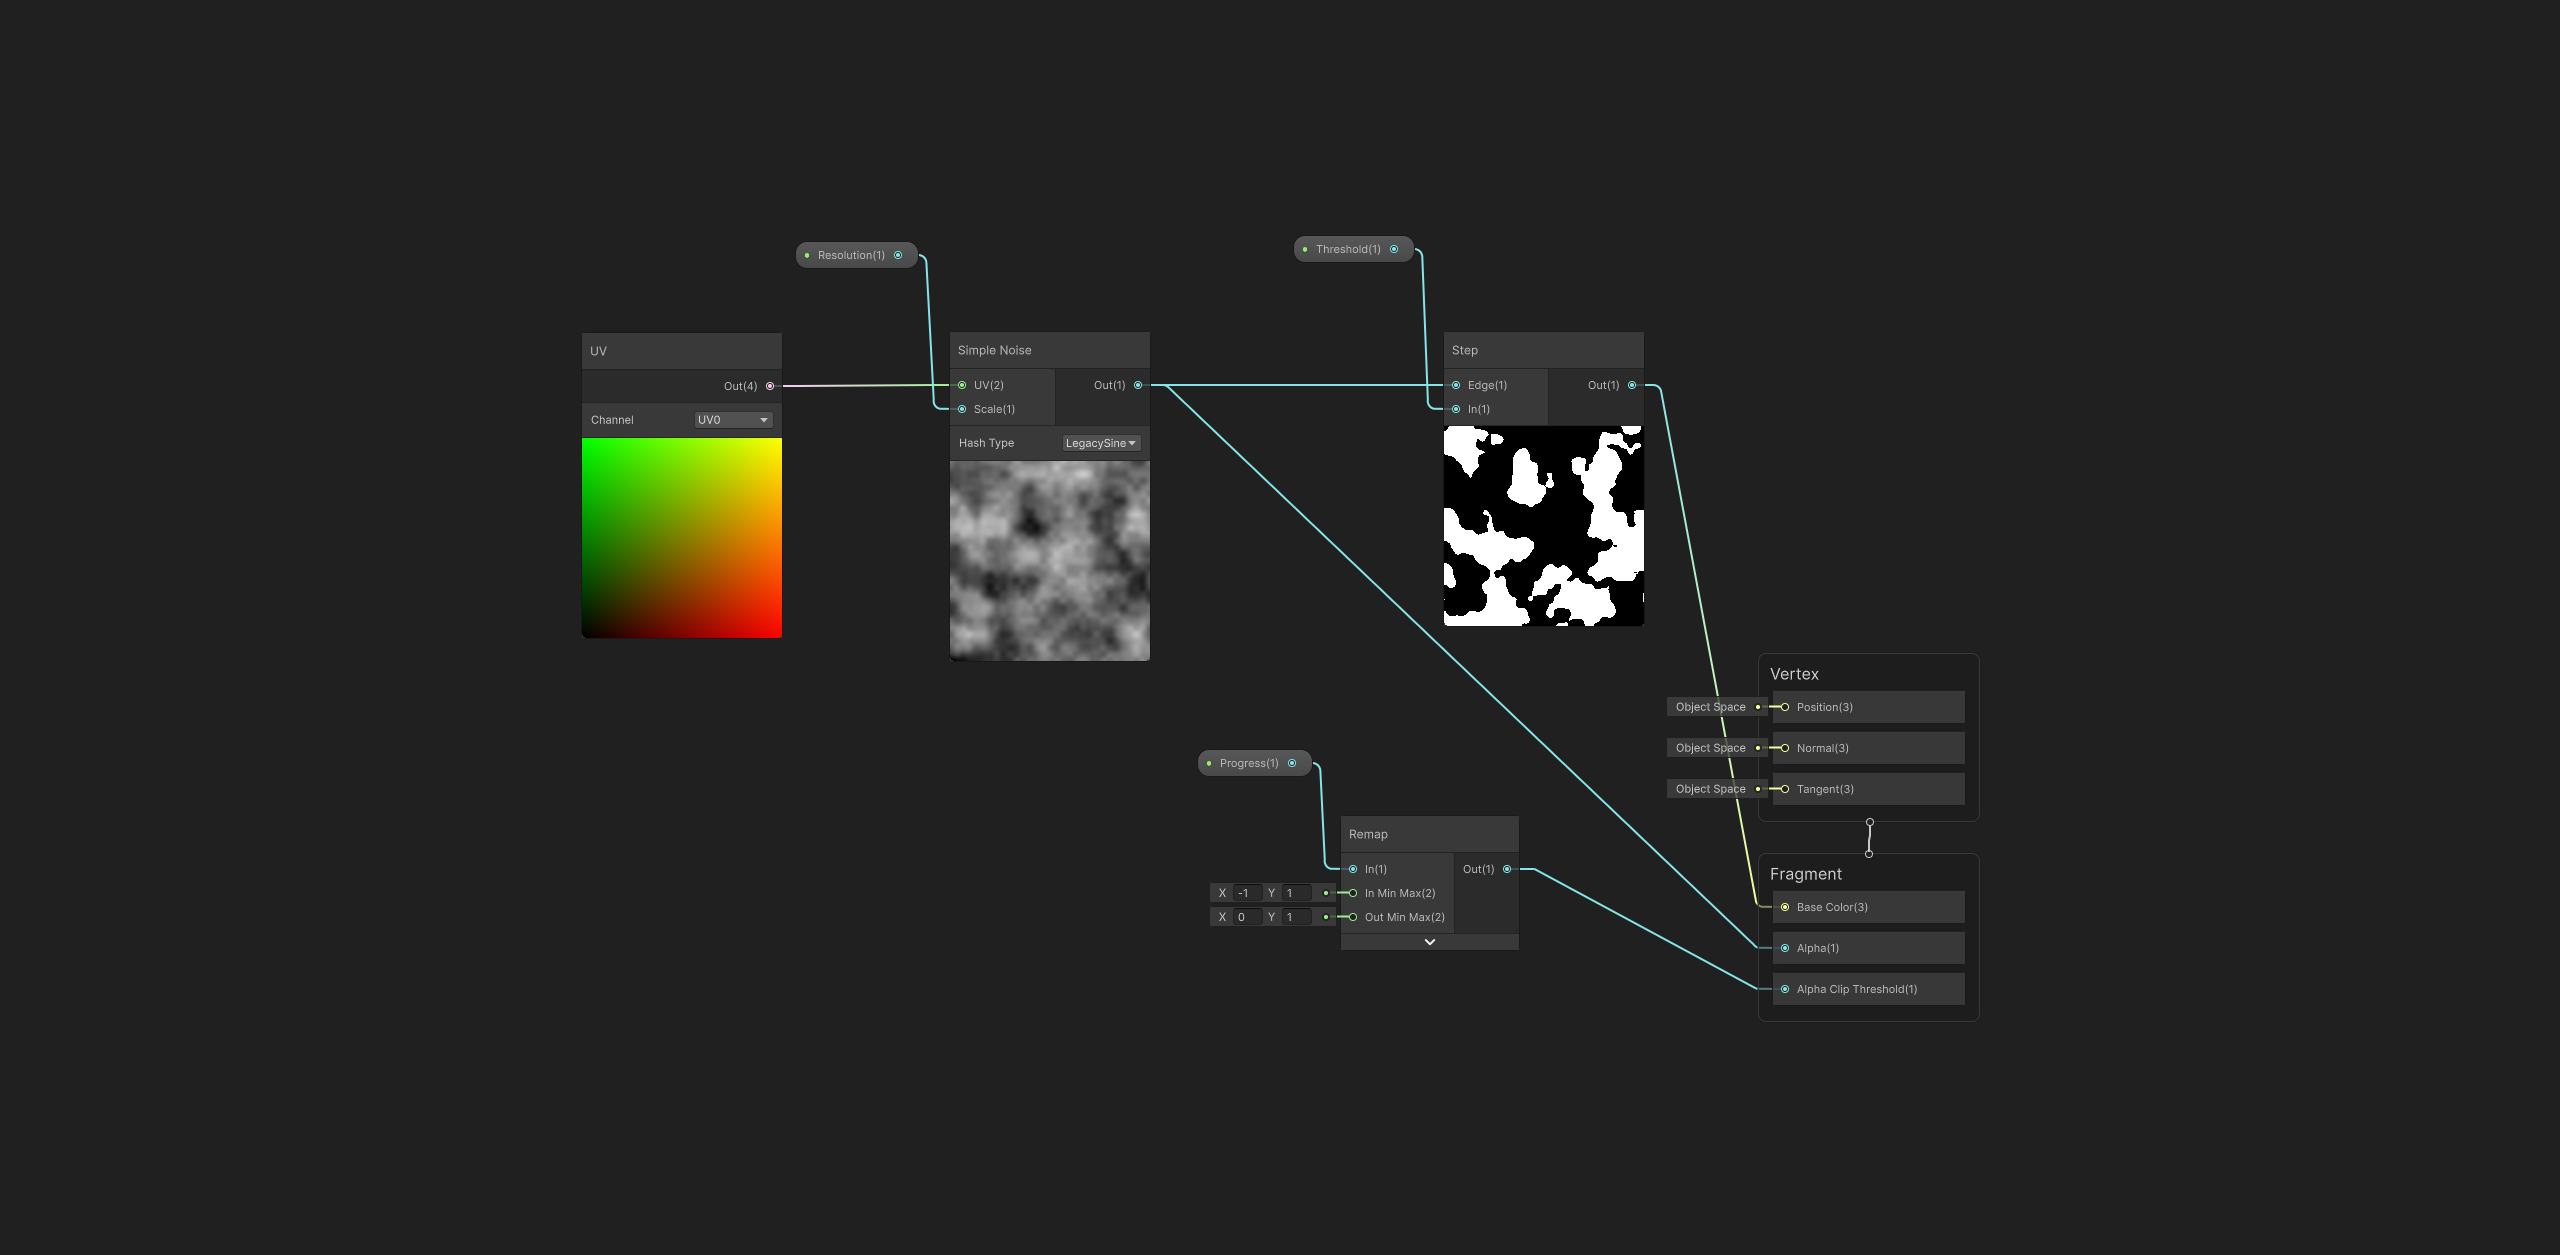 Threshold(1)
Resolution(1)
UV
Out(4)
Channel
UV0
Simple Noise
UV(2)
Out(1)
Scale(1)
Hash Type
LegacySine
Step
Edge(1)
Out(1)
In(1)
Vertex
Object Space
Position(3)
Object Space
Normal(3)
Object Space
Tangent(3)
Progress(1)
Remap
In(1)
Out(1)
X -1 Y 1
In Min Max(2)
X 0 Y 1
Out Min Max(2)
Fragment
Base Color(3)
Alpha(1)
Alpha Clip Threshold(1)